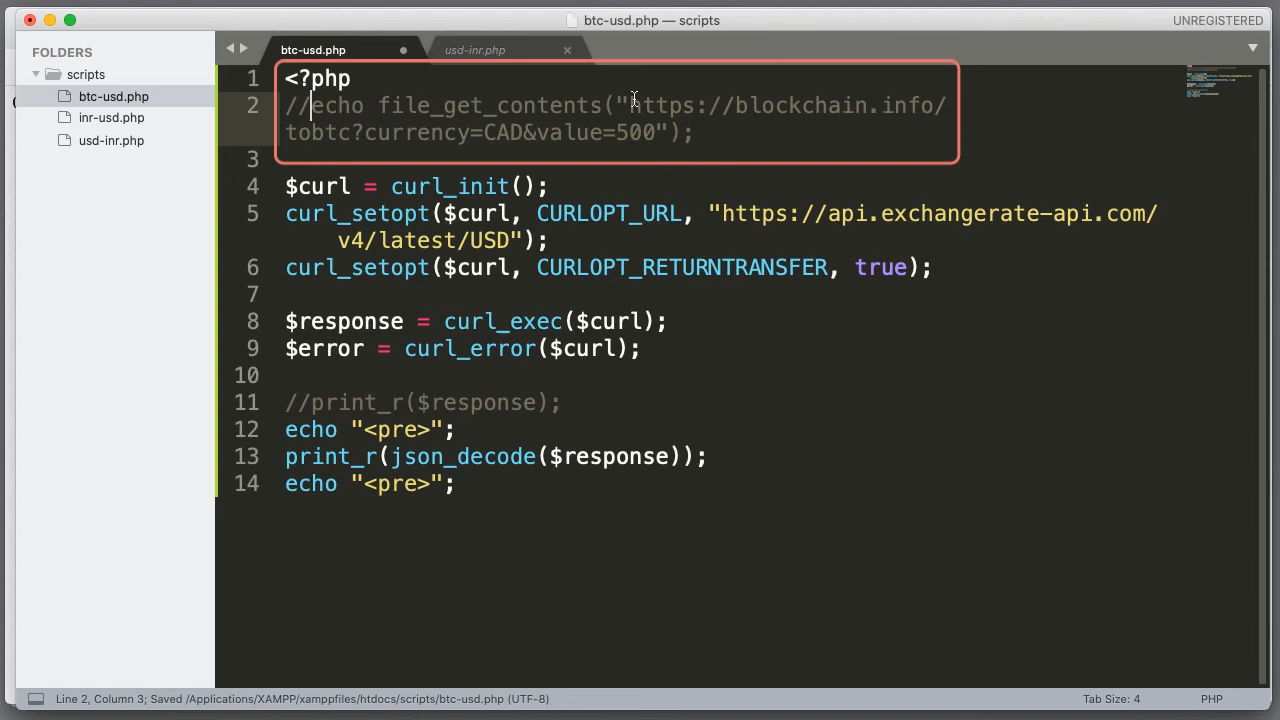 btc-usd.php — scripts
UNREGISTERED
FOLDERS
scripts
btc-usd.php
inr-usd.php
usd-inr.php
btc-usd.php
usd-inr.php
1 <?php
2 //echo file_get_contents("https://blockchain.info/
tobtc?currency=CAD&value=500");
3
4 $curl = curl_init();
5 curl_setopt($curl, CURLOPT_URL, "https://api.exchangerate-api.com/
v4/latest/USD");
6 curl_setopt($curl, CURLOPT_RETURNTRANSFER, true);
7
8 $response = curl_exec($curl);
9 $error = curl_error($curl);
10
11 //print_r($response);
12 echo "<pre>";
13 print_r(json_decode($response));
14 echo "<pre>";
Line 2, Column 3; Saved /Applications/XAMPP/xamppfiles/htdocs/scripts/btc-usd.php (UTF-8)
Tab Size: 4
PHP